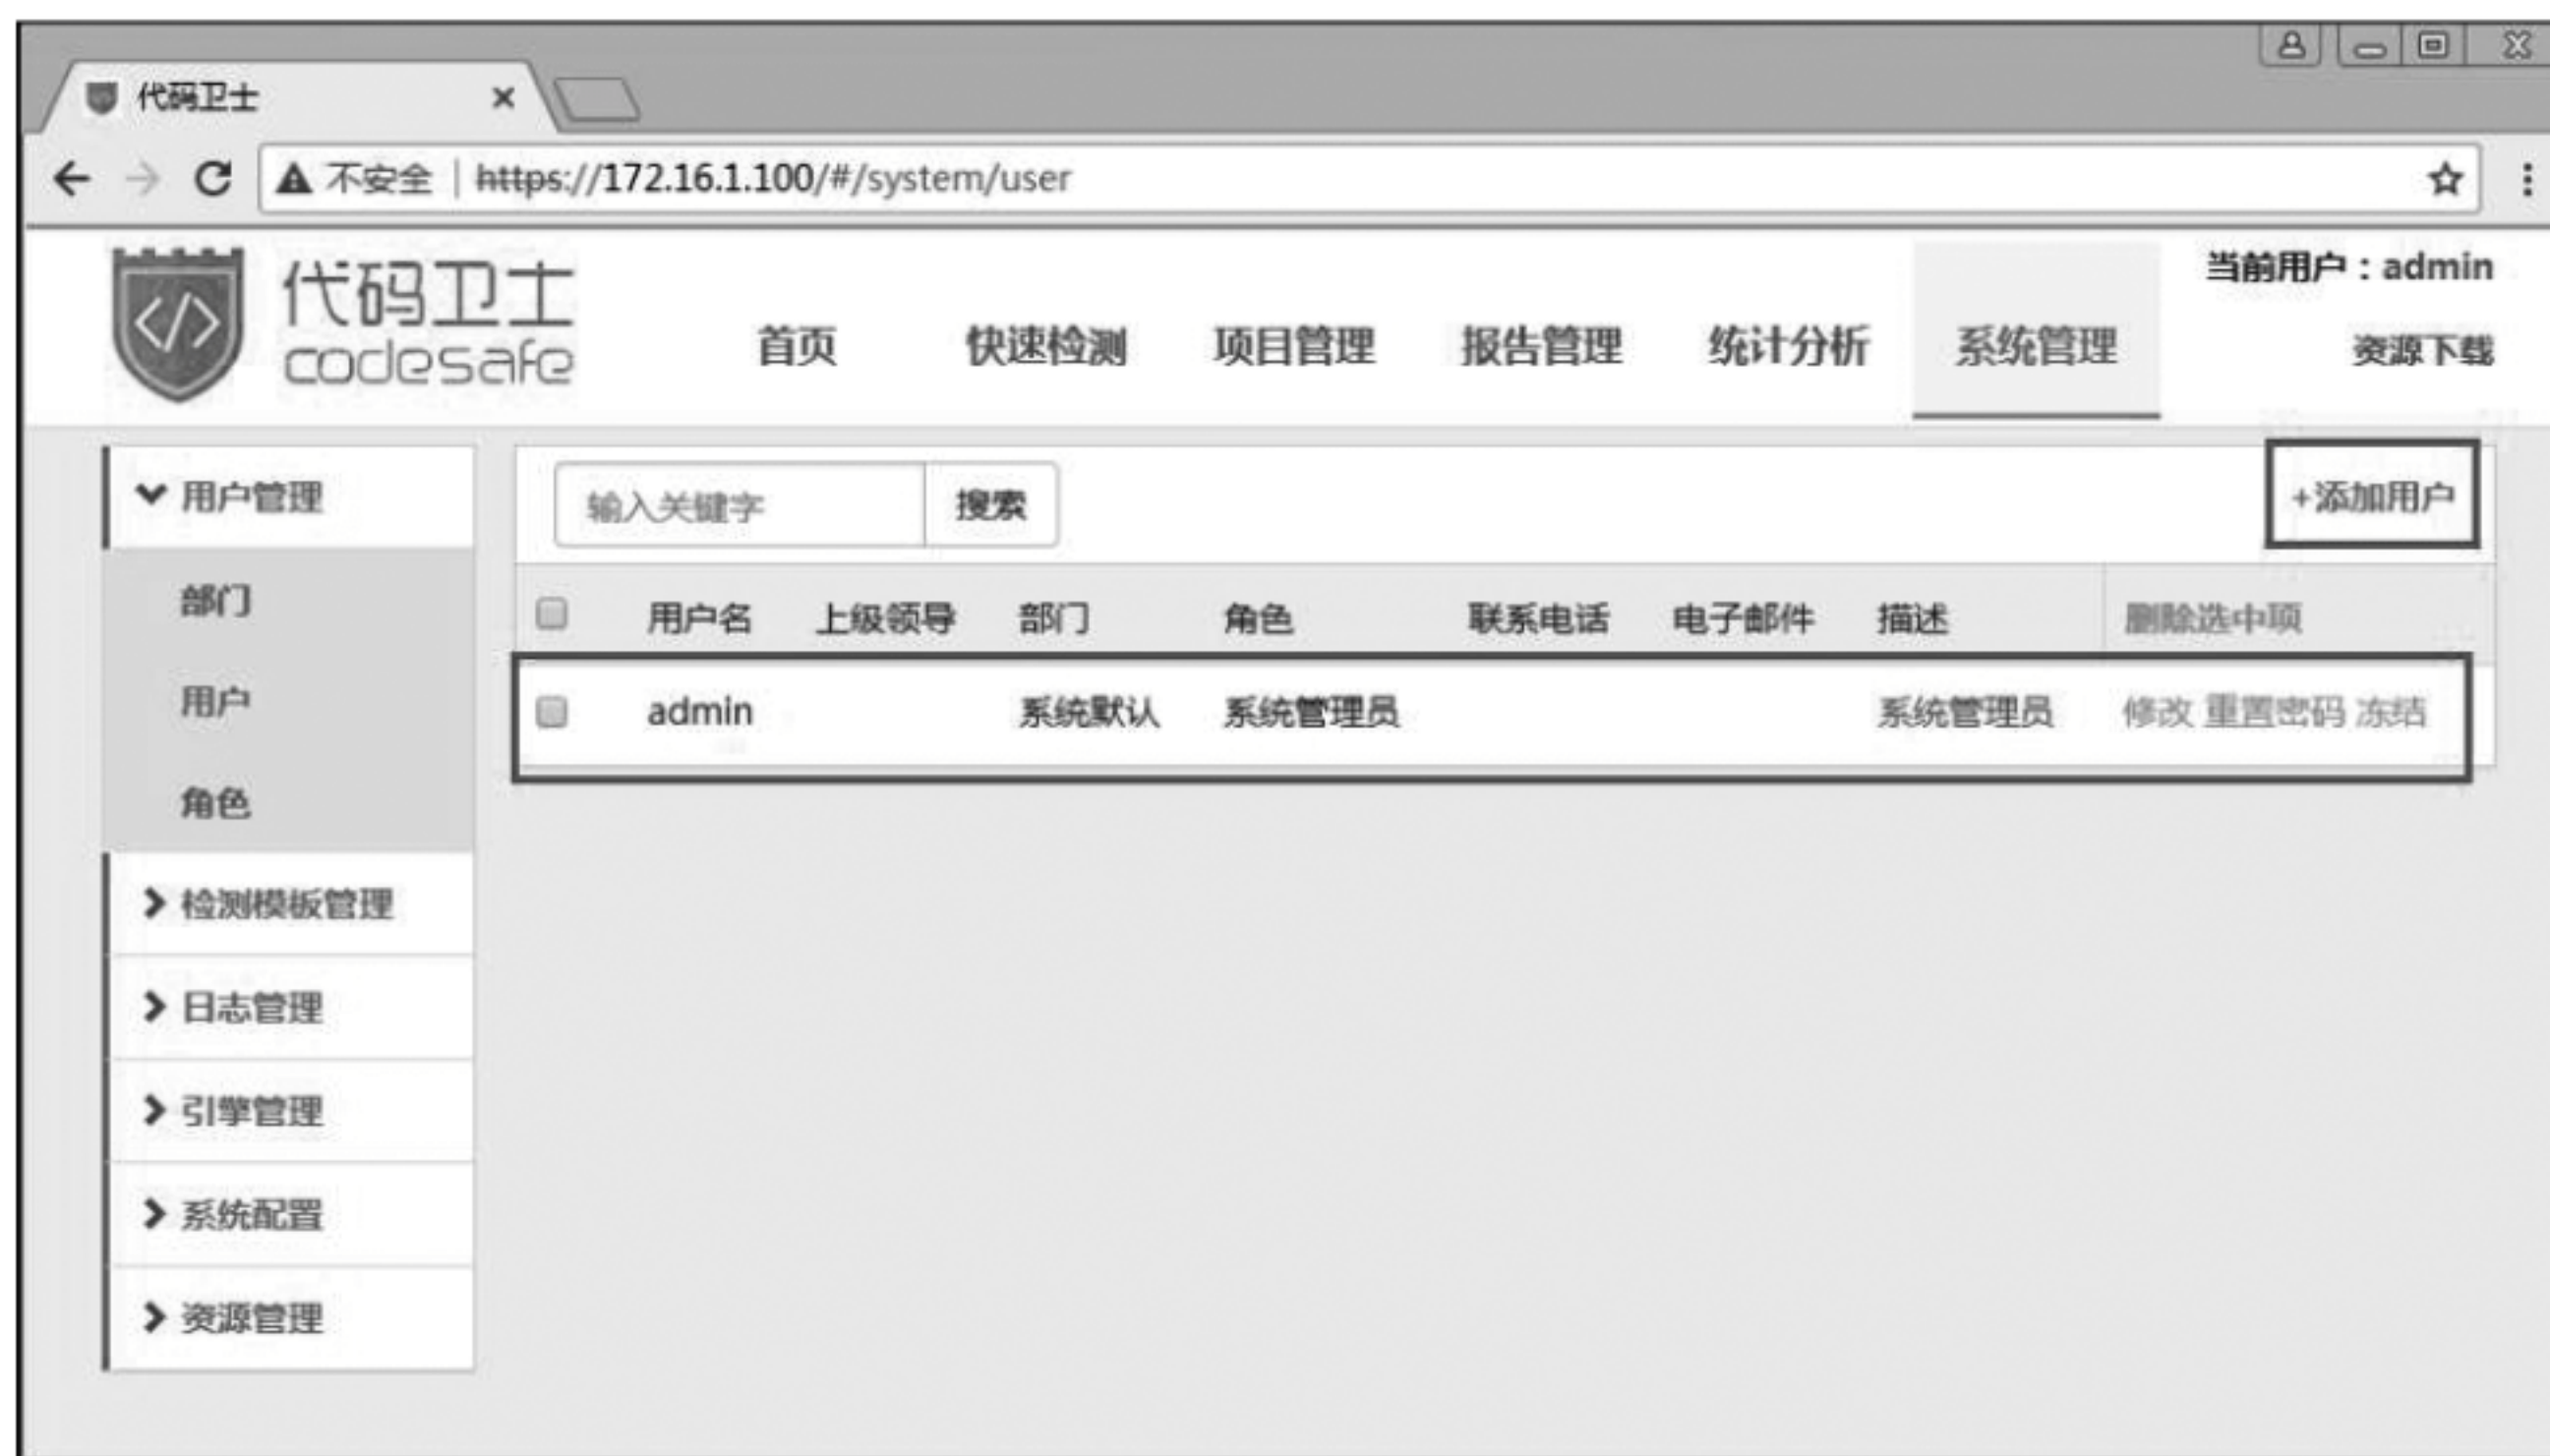 代码卫士
不安全 https://172.16.1.100/#/system/user
代码卫士
codesafe
首页 快速检测 项目管理 报告管理 统计分析 系统管理
当前用户：admin
资源下载
用户管理
部门
用户
角色
检测模板管理
日志管理
引擎管理
系统配置
资源管理
输入关键字 搜索 +添加用户
用户名 上级领导 部门 角色 联系电话 电子邮件 描述 删除选中项
admin 系统默认 系统管理员 系统管理员 修改 重置密码 冻结